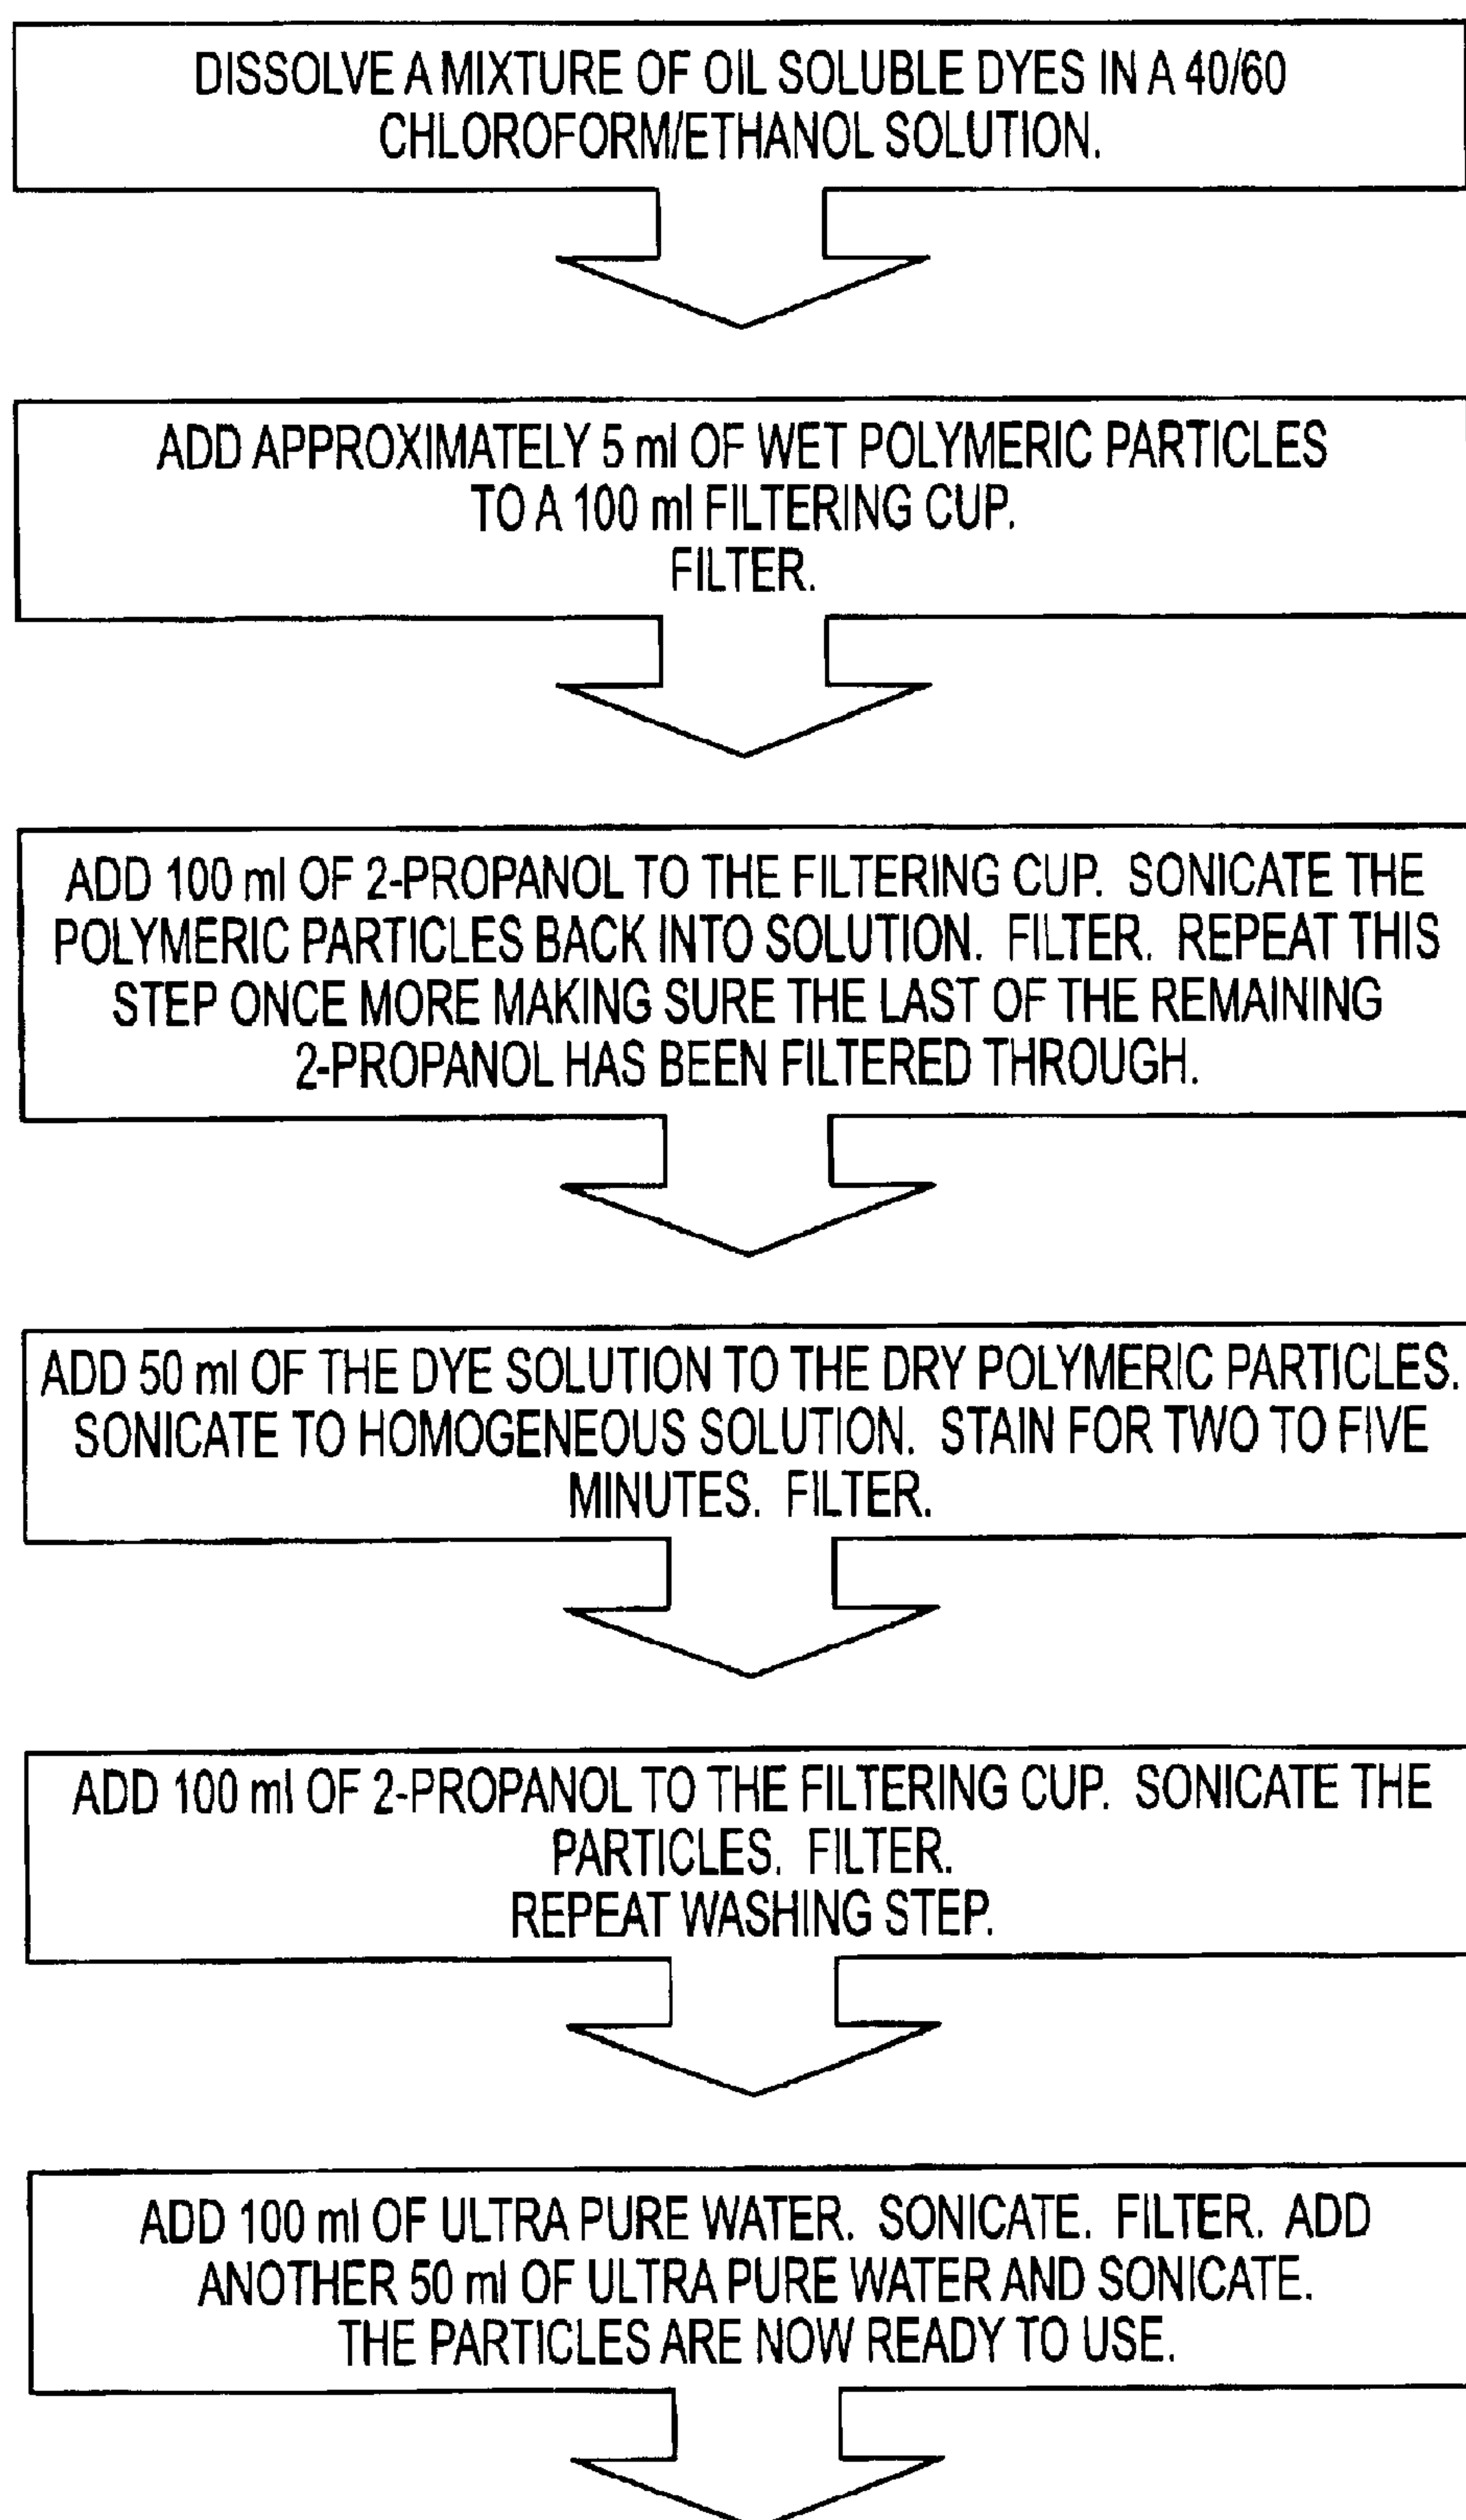 DISSOLVE A MIXTURE OF OIL SOLUBLE DYES IN A 40/60
CHLOROFORM/ETHANOL SOLUTION.
ADD APPROXIMATELY 5 ml OF WET POLYMERIC PARTICLES
TO A 100 ml FILTERING CUP.
FILTER.
ADD 100 ml OF 2-PROPANOL TO THE FILTERING CUP. SONICATE THE
POLYMERIC PARTICLES BACK INTO SOLUTION. FILTER. REPEAT THIS
STEP ONCE MORE MAKING SURE THE LAST OF THE REMAINING
2-PROPANOL HAS BEEN FILTERED THROUGH.
ADD 50 ml OF THE DYE SOLUTION TO THE DRY POLYMERIC PARTICLES.
SONICATE TO HOMOGENEOUS SOLUTION. STAIN FOR TWO TO FIVE
MINUTES. FILTER.
ADD 100 ml OF 2-PROPANOL TO THE FILTERING CUP. SONICATE THE
PARTICLES. FILTER.
REPEAT WASHING STEP.
ADD 100 ml OF ULTRA PURE WATER. SONICATE. FILTER. ADD
ANOTHER 50 ml OF ULTRA PURE WATER AND SONICATE.
THE PARTICLES ARE NOW READY TO USE.